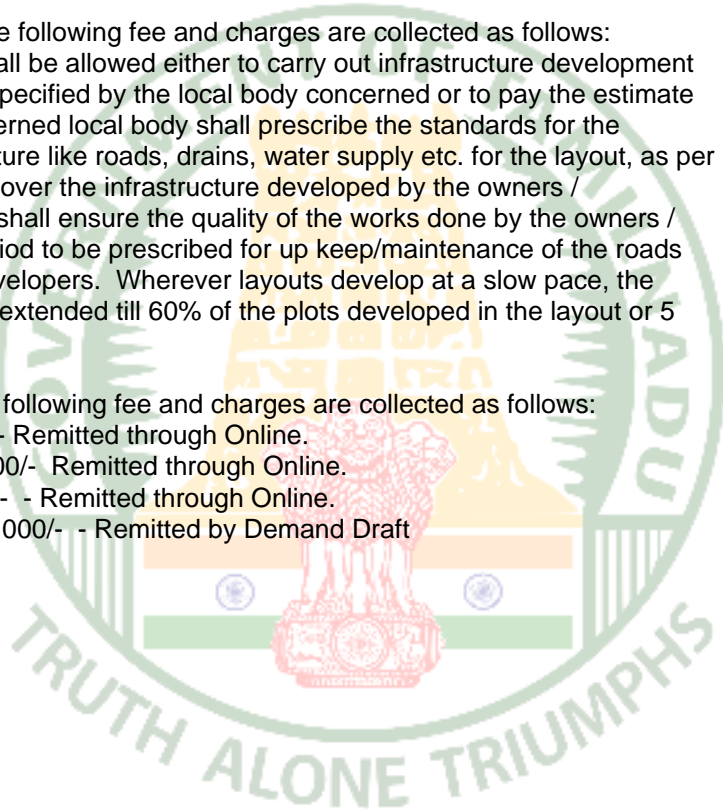 e following fee and charges are collected as follows:
all be allowed either to carry out infrastructure development
specified by the local body concerned or to pay the estimate
erned local body shall prescribe the standards for the
ture like roads, drains, water supply etc. for the layout, as per
over the infrastructure developed by the owners /
shall ensure the quality of the works done by the owners /
iod to be prescribed for up keep/maintenance of the roads
evelopers.  Wherever layouts develop at a slow pace, the
extended till 60% of the plots developed in the layout or 5
following fee and charges are collected as follows:
- Remitted through Online.
00/-  Remitted through Online.
-  - Remitted through Online.
000/-  - Remitted by Demand Draft
GOVERNMENT OF TAMILNADU
TRUTH ALONE TRIUMPHS